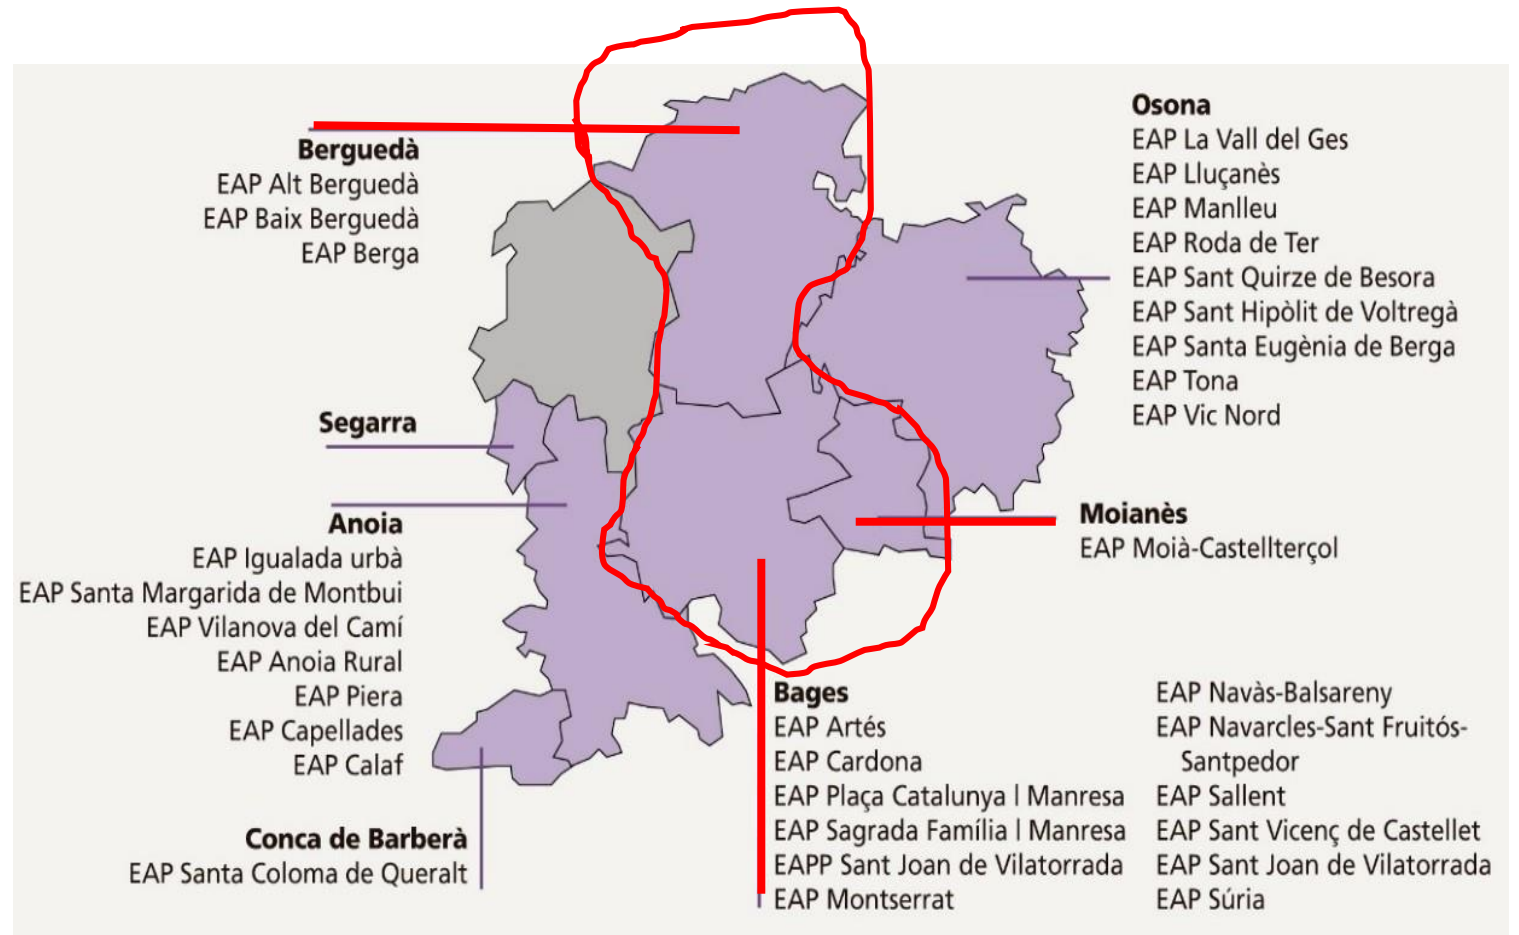 Berguedà
EAP Alt Berguedà
EAP Baix Berguedà
EAP Berga
Osona
EAP La Vall del Ges
EAP Lluçanès
EAP Manlleu
EAP Roda de Ter
EAP Sant Quirze de Besora
EAP Sant Hipòlit de Voltregà
EAP Santa Eugènia de Berga
EAP Tona
EAP Vic Nord
Segarra
Anoia
EAP Igualada urbà
EAP Santa Margarida de Montbui
EAP Vilanova del Camí
EAP Anoia Rural
EAP Piera
EAP Capellades
EAP Calaf
Moianès
EAP Moià-Castellterçol
Conca de Barberà
EAP Santa Coloma de Queralt
Bages
EAP Artés
EAP Cardona
EAP Plaça Catalunya | Manresa
EAP Sagrada Família | Manresa
EAPP Sant Joan de Vilatorrada
EAP Montserrat
EAP Navàs-Balsareny
EAP Navarcles-Sant Fruitós-
Santpedor
EAP Sallent
EAP Sant Vicenç de Castellet
EAP Sant Joan de Vilatorrada
EAP Súria